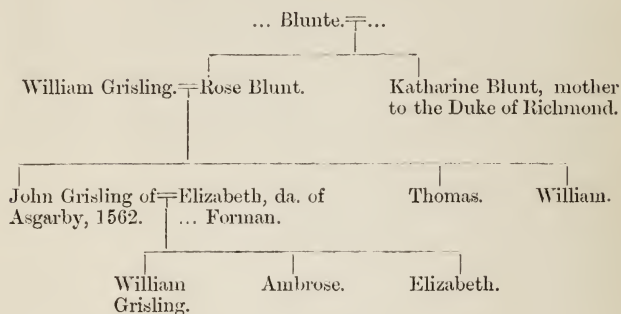 ... Blunte. ...
William Grisling. Rose Blunt. Katharine Blunt, mother
to the Duke of Richmond.
John Grisling of Elizabeth, da. of Thomas. William.
Asgarby, 1562. ... Forman.
William Ambrose. Elizabeth.
Grisling.